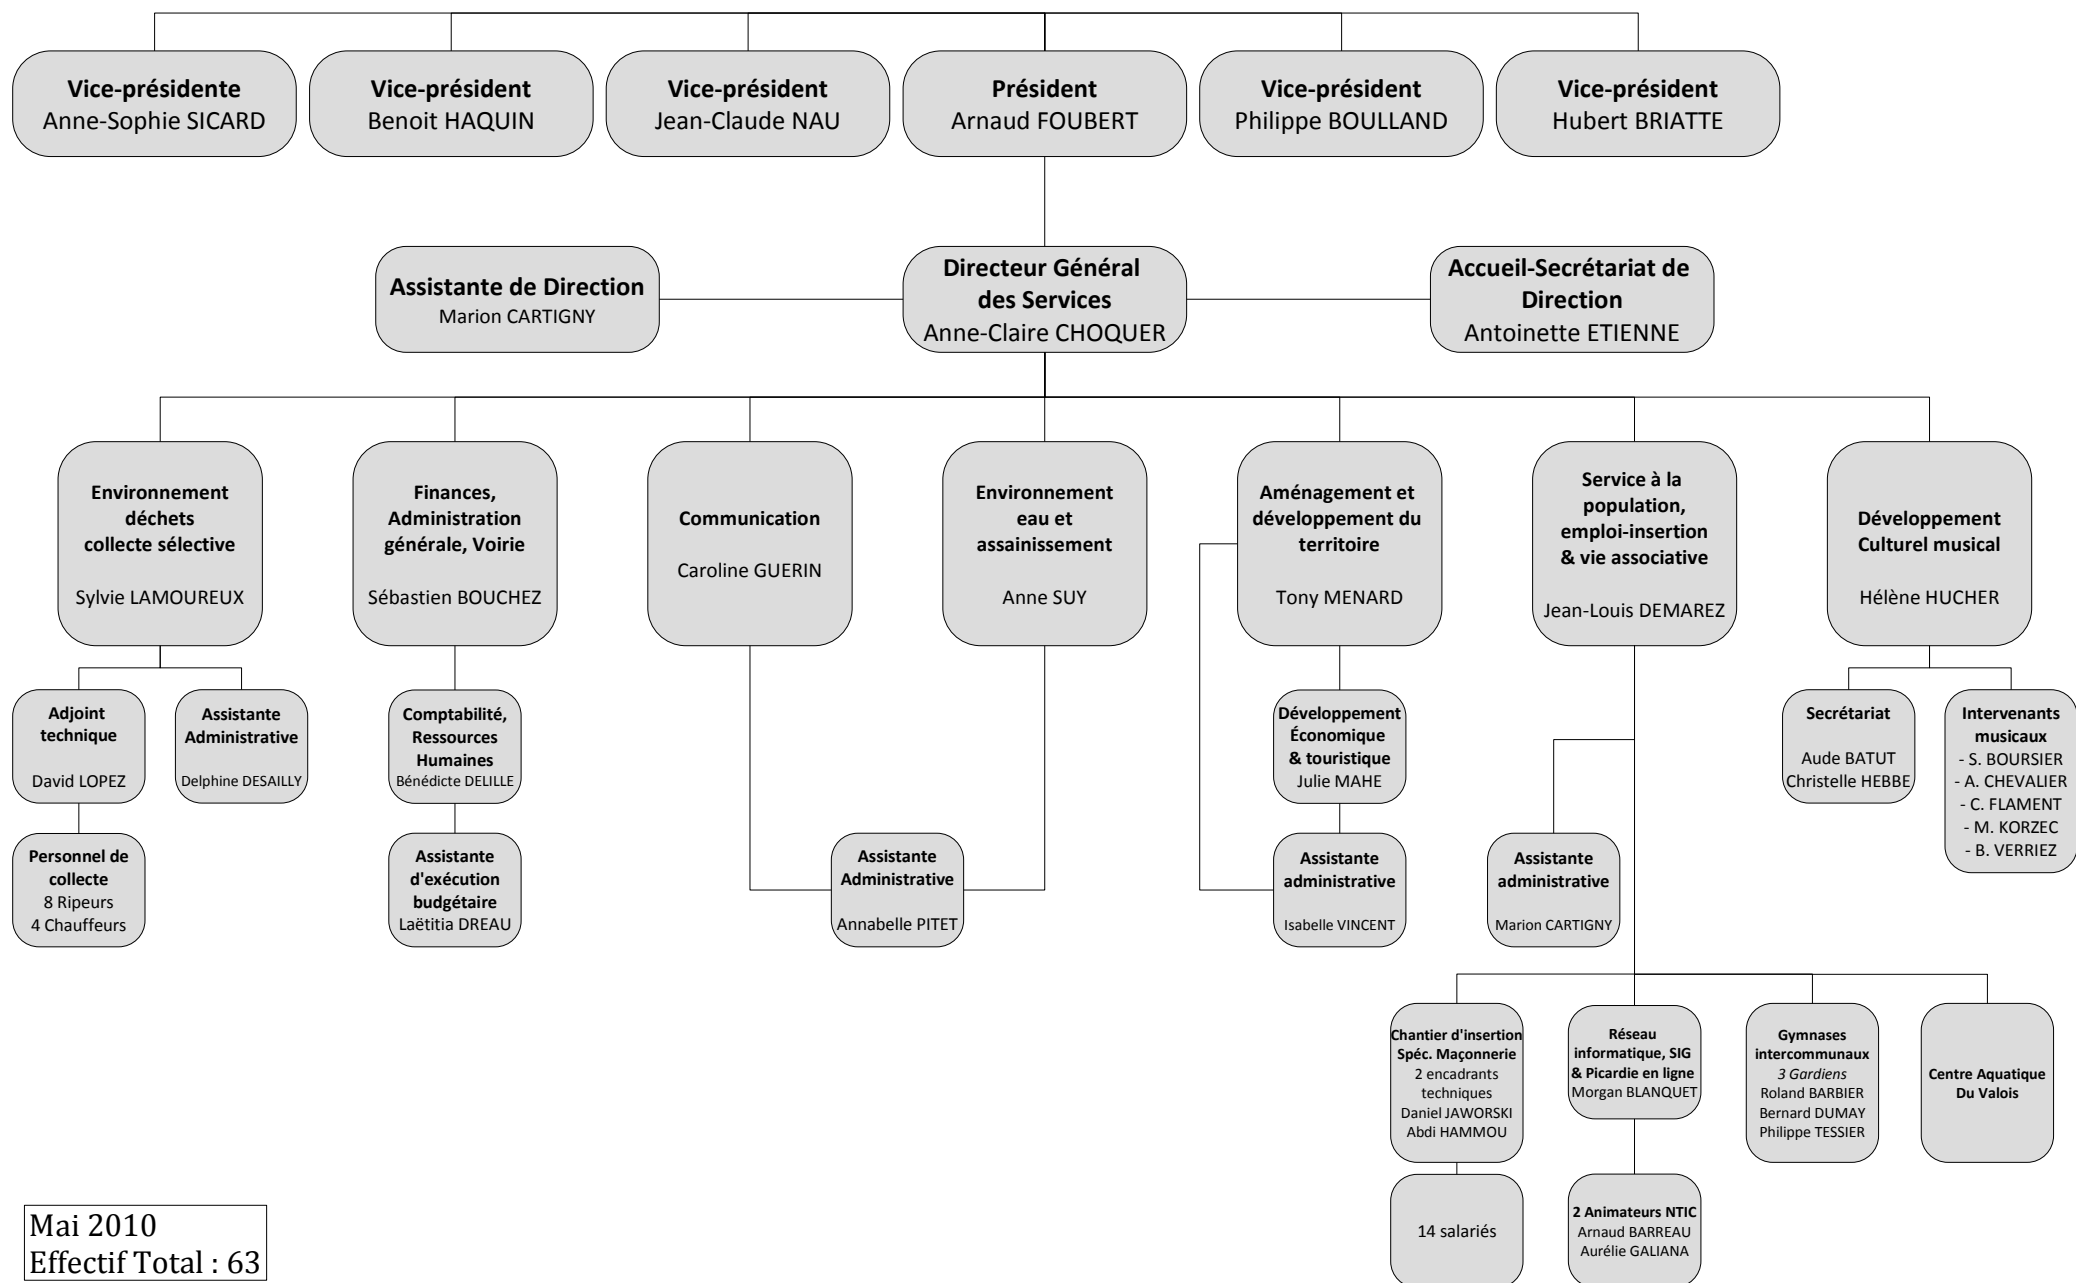 Vice-présidente
Anne-Sophie SICARD
Vice-président
Benoit HAQUIN
Vice-président
Jean-Claude NAU
Président
Arnaud FOUBERT
Vice-président
Philippe BOULLAND
Vice-président
Hubert BRIATTE
Assistante de Direction
Marion CARTIGNY
Directeur Général
des Services
Anne-Claire CHOQUER
Accueil-Secrétariat de
Direction
Antoinette ETIENNE
Environnement
déchets
collecte sélective
Sylvie LAMOUREUX
Finances,
Administration
générale, Voirie
Sébastien BOUCHEZ
Communication
Caroline GUERIN
Environnement
eau et
assainissement
Anne SUY
Aménagement et
développement du
territoire
Tony MENARD
Service à la
population,
emploi-insertion
& vie associative
Jean-Louis DEMAREZ
Développement
Culturel musical
Hélène HUCHER
Adjoint
technique
David LOPEZ
Assistante
Administrative
Delphine DESAILLY
Comptabilité,
Ressources
Humaines
Bénédicte DELILLE
Développement
Économique
& touristique
Julie MAHE
Secrétariat
Aude BATUT
Christelle HEBBE
Intervenants
musicaux
- S. BOURSIER
- A. CHEVALIER
- C. FLAMENT
- M. KORZEC
- B. VERRIEZ
Personnel de
collecte
8 Ripeurs
4 Chauffeurs
Assistante
d'exécution
budgétaire
Laëtitia DREAU
Assistante
Administrative
Annabelle PITET
Assistante
administrative
Isabelle VINCENT
Assistante
administrative
Marion CARTIGNY
Chantier d'insertion
Spéc. Maçonnerie
2 encadrants
techniques
Daniel JAWORSKI
Abdi HAMMOU
Réseau
informatique, SIG
& Picardie en ligne
Morgan BLANQUET
Gymnases
intercommunaux
3 Gardiens
Roland BARBIER
Bernard DUMAY
Philippe TESSIER
Centre Aquatique
Du Valois
14 salariés
2 Animateurs NTIC
Arnaud BARREAU
Aurélie GALIANA
Mai 2010
Effectif Total : 63